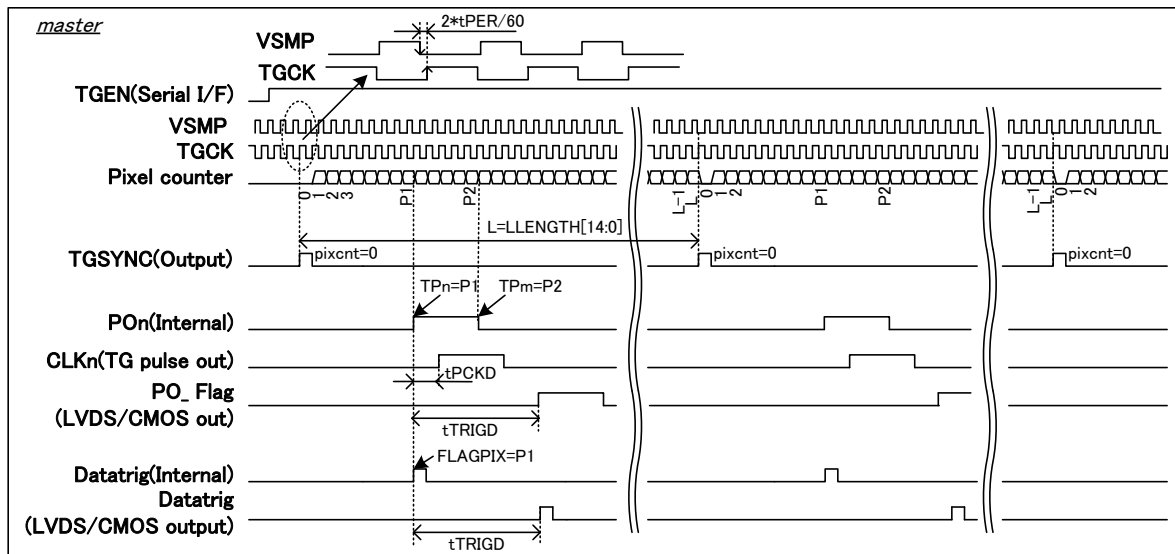 master
2*tPER/60
VSMP
TGCK
TGEN(Serial I/F)
VSMP
TGCK
Pixel counter
0 1 2 3 P1 P2 L-1 L 0 1 2 P1 P2 L-1 L 0 1 2
L=LLENGTH[14:0]
TGSYNC(Output) pixcnt=0 pixcnt=0 pixcnt=0
TPn=P1 TPm=P2
POn(Internal)
CLKn(TG pulse out)
tPCKD
PO_ Flag
(LVDS/CMOS out)
tTRIGD
FLAGPIX=P1
Datatrig(Internal)
Datatrig
(LVDS/CMOS output)
tTRIGD